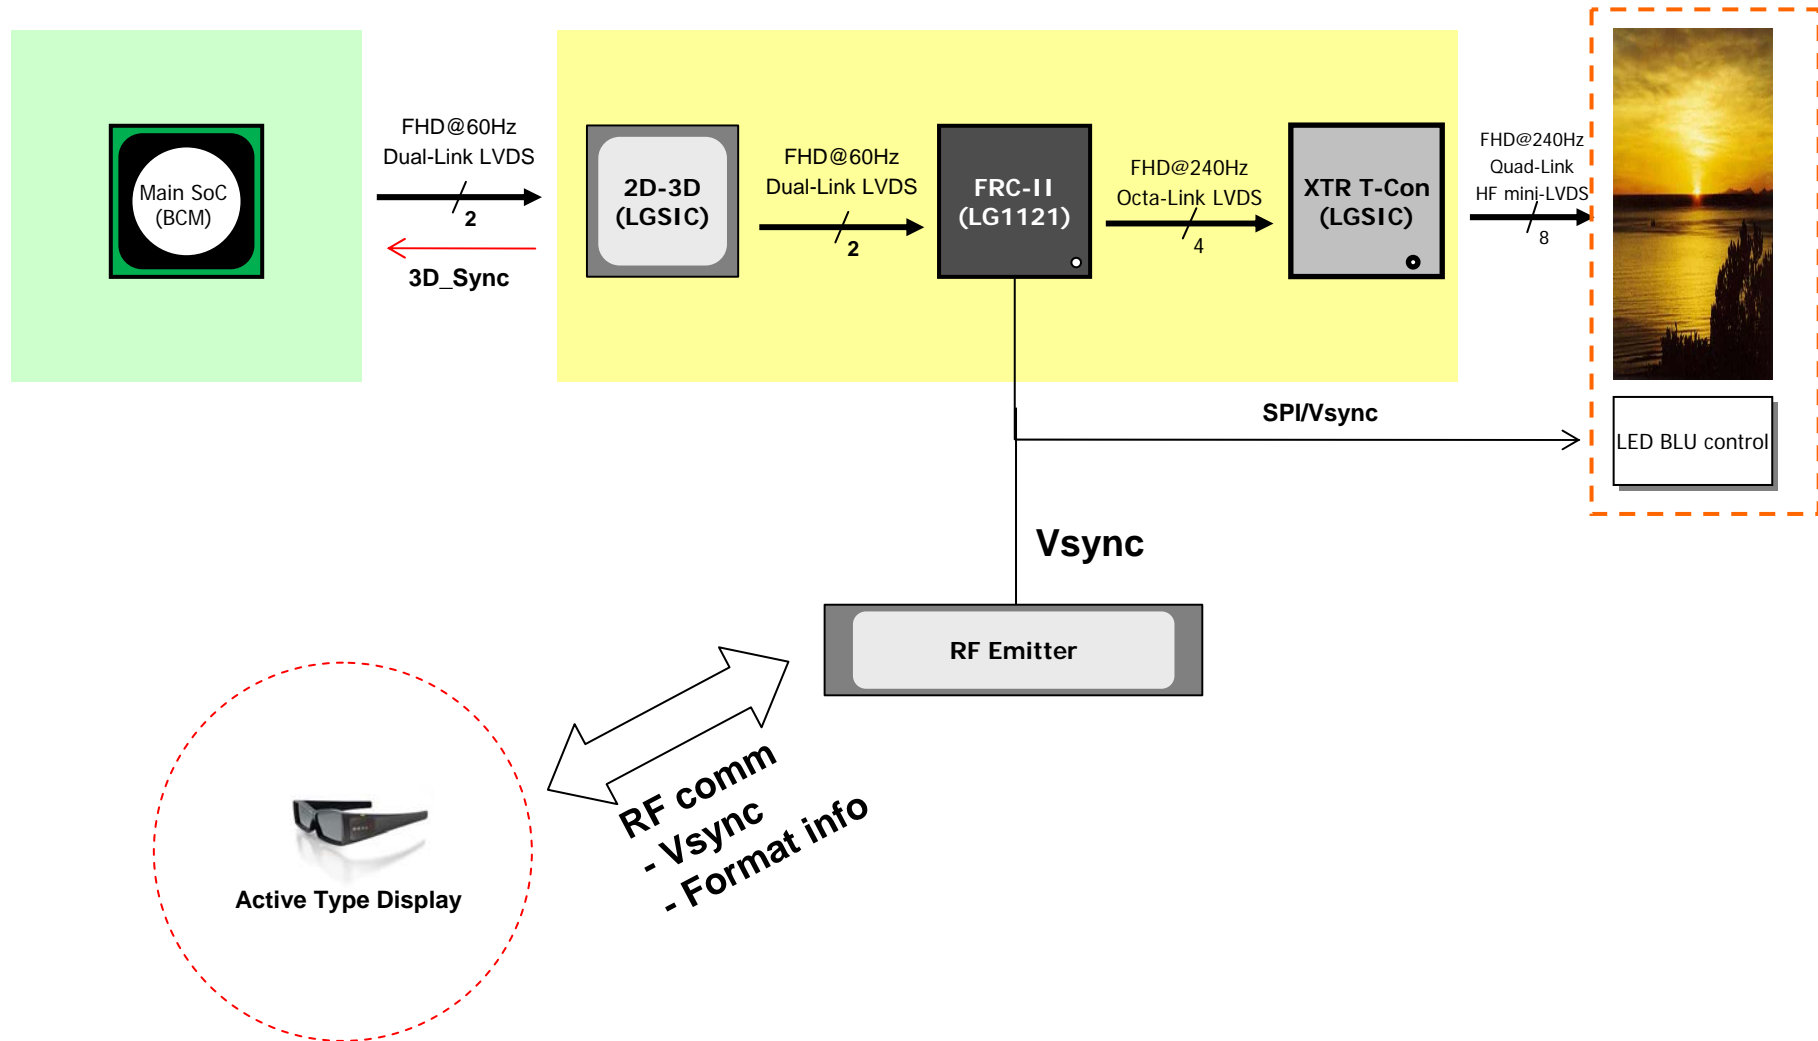 Main SoC
(BCM)
FHD@60Hz
Dual-Link LVDS
2
3D_Sync
2D-3D
(LGSIC)
FHD@60Hz
Dual-Link LVDS
2
FRC-II
(LG1121)
FHD@240Hz
Octa-Link LVDS
4
XTR T-Con
(LGSIC)
FHD@240Hz
Quad-Link
HF mini-LVDS
8
SPI/Vsync
LED BLU control
Vsync
RF Emitter
RF comm
- Vsync
- Format info
Active Type Display